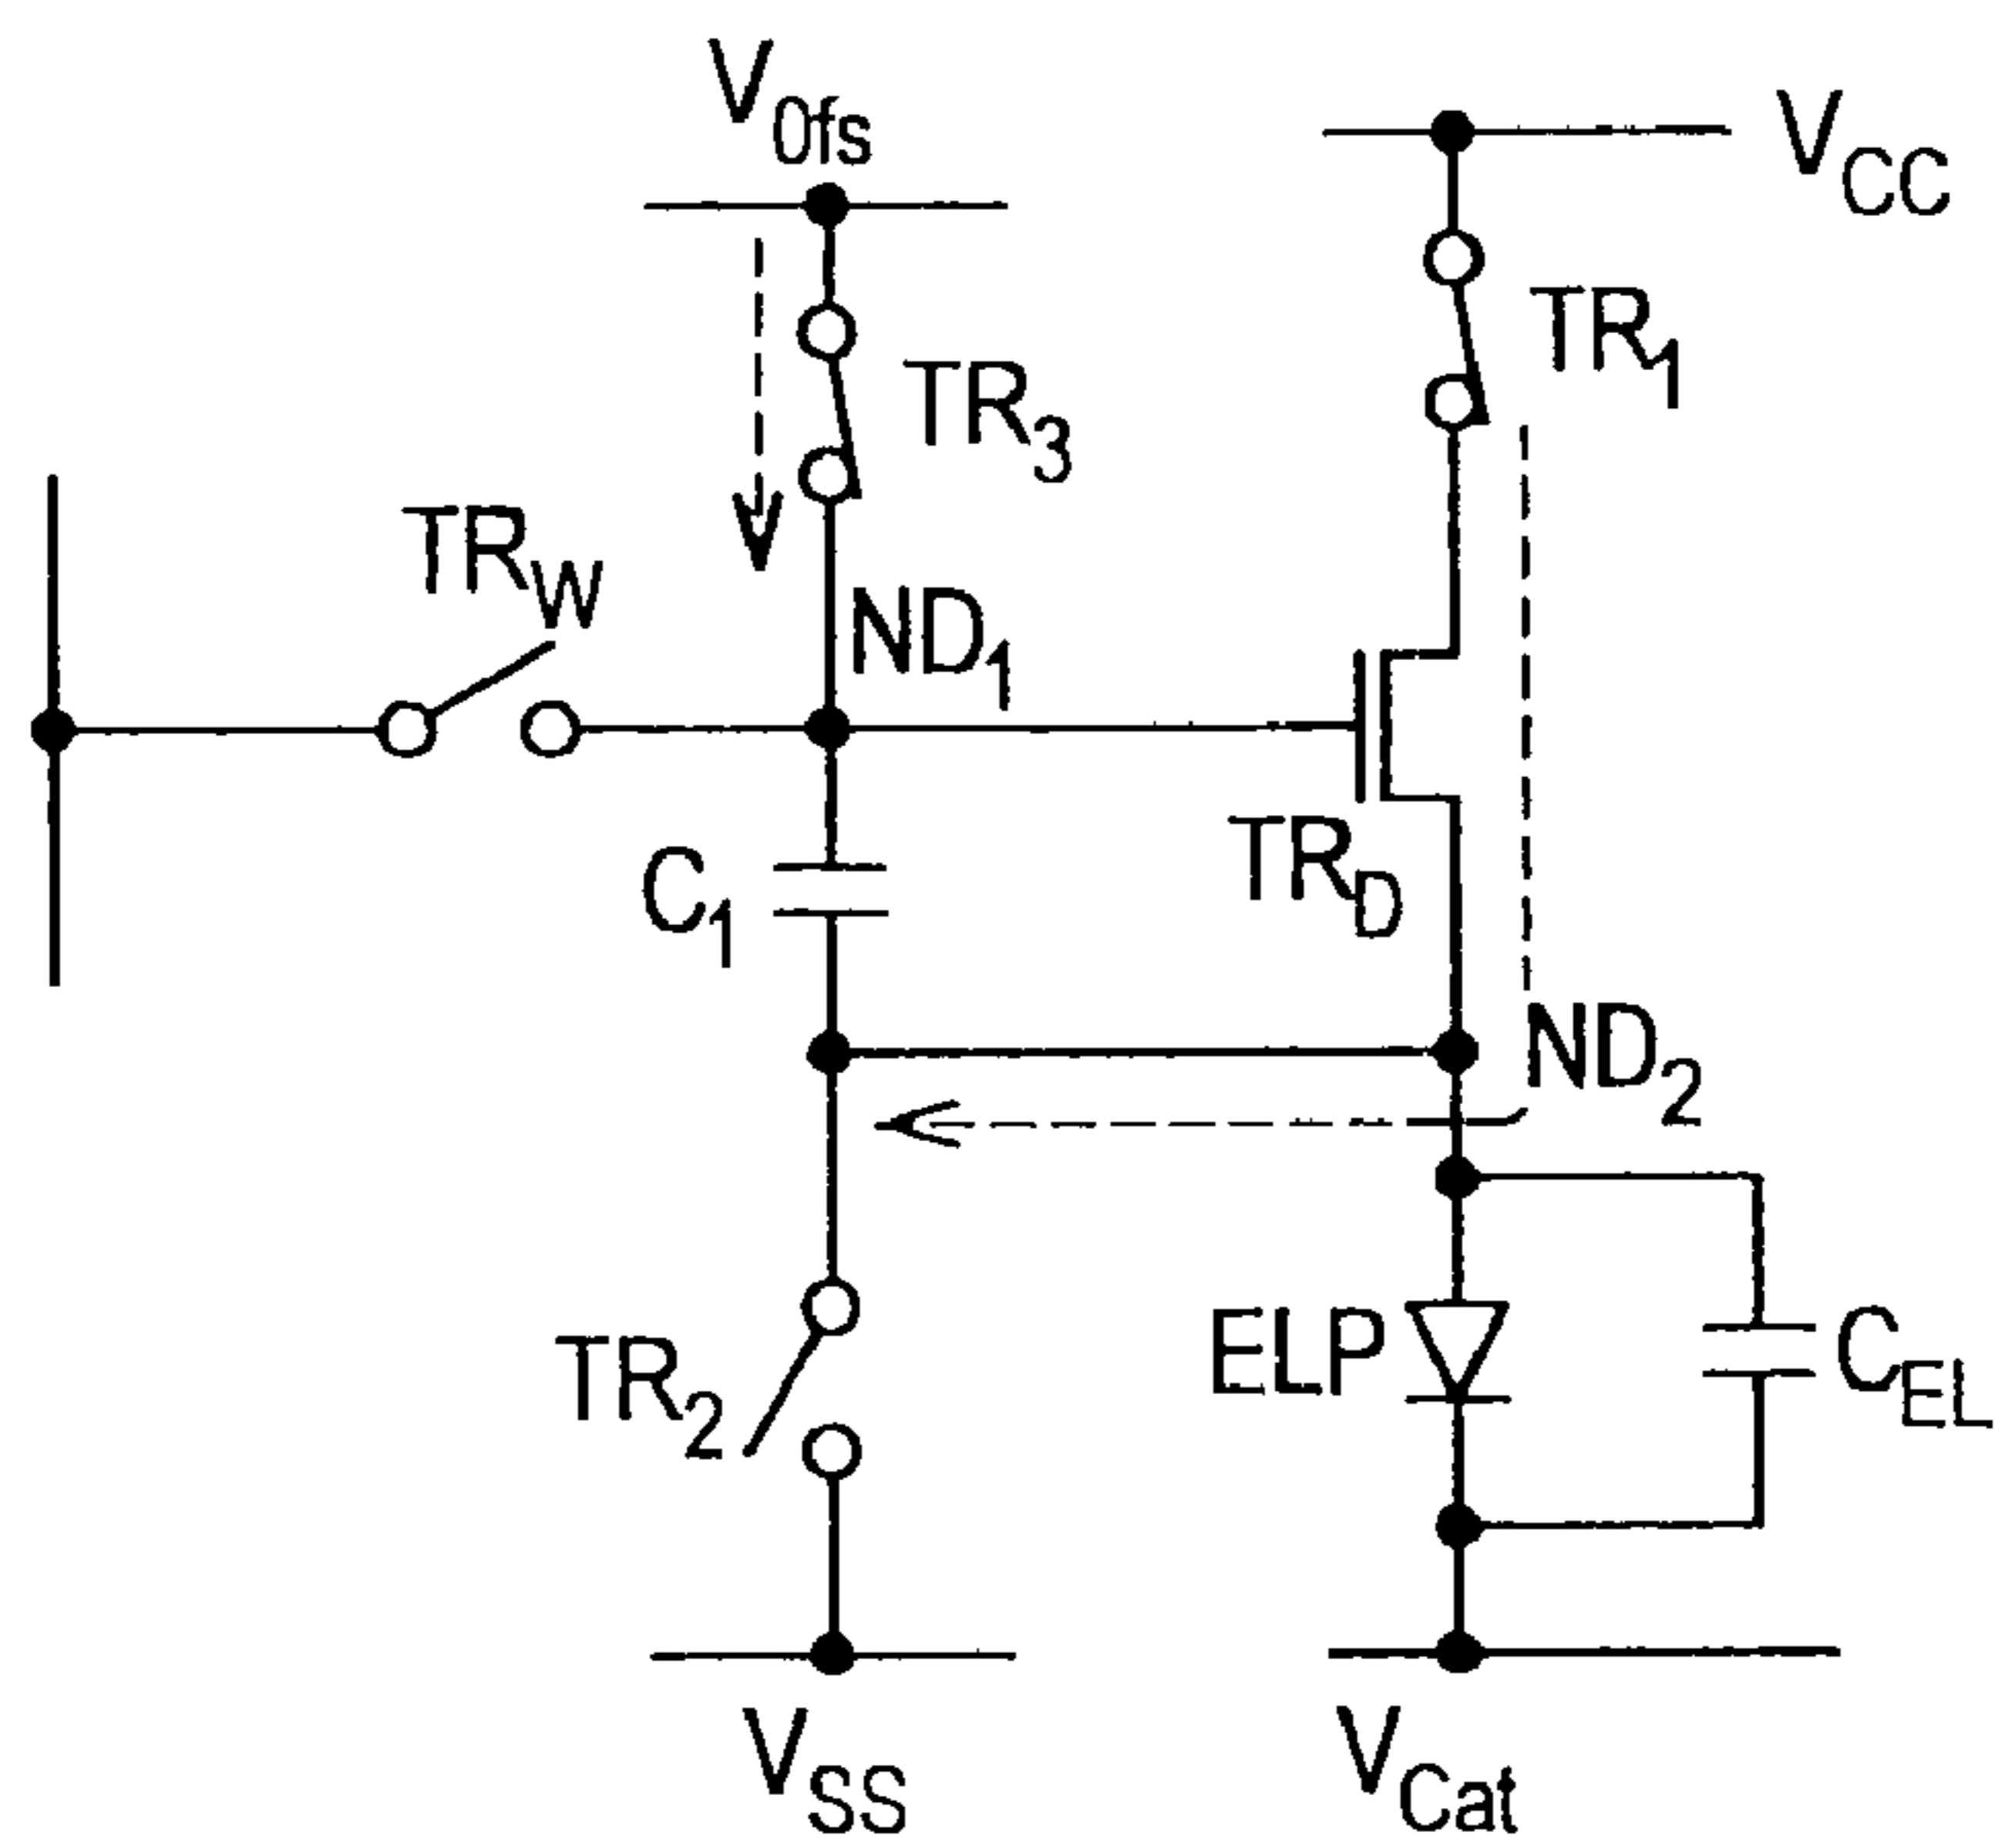 V0fs
VCC
TR1
TR3
TRW
ND1
TRD
C1
ND2
TR2
ELP
CEL
VSS
VCat